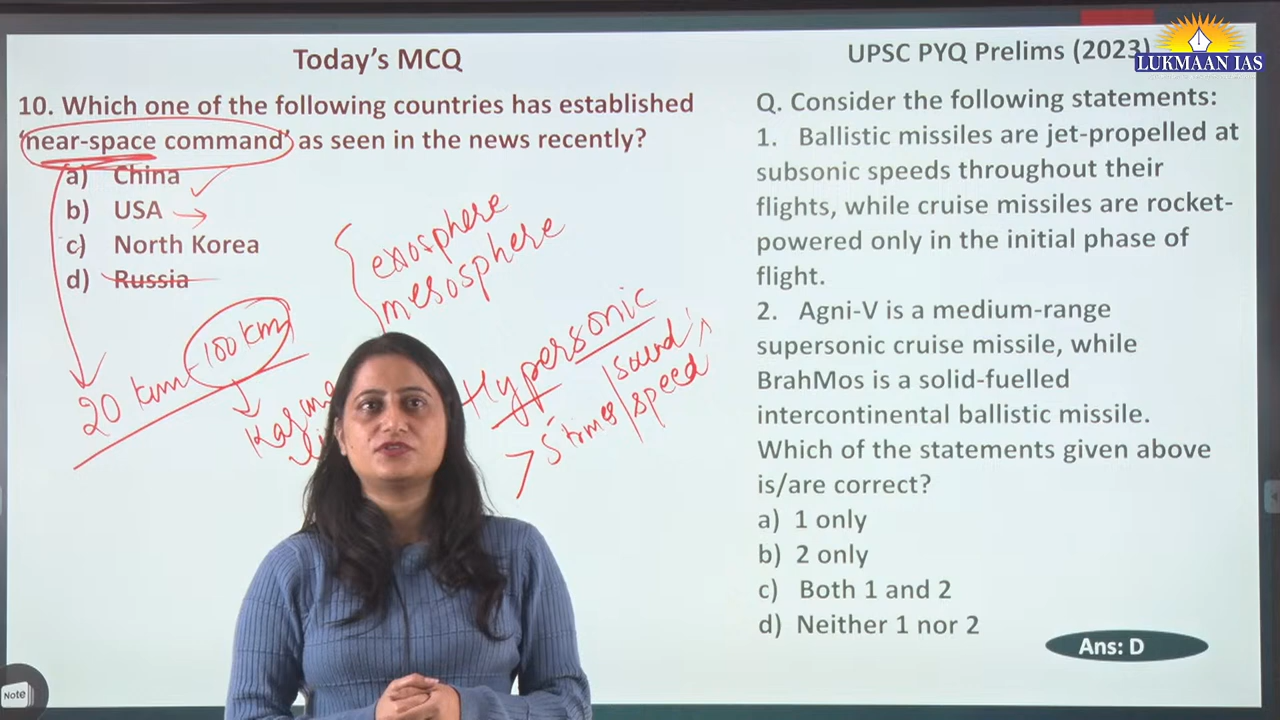 Today's MCQ
10. Which one of the following countries has established
'near-space command' as seen in the news recently?
a) China
b) USA
c) North Korea
d) Russia
exosphere
mesosphere
20 km - 100 km
Hypersonic
> 5 times sound
speed
UPSC PYQ Prelims (2023)
LUKMAAN IAS
Q. Consider the following statements:
1. Ballistic missiles are jet-propelled at
subsonic speeds throughout their
flights, while cruise missiles are rocket-
powered only in the initial phase of
flight.
2. Agni-V is a medium-range
supersonic cruise missile, while
BrahMos is a solid-fuelled
intercontinental ballistic missile.
Which of the statements given above
is/are correct?
a) 1 only
b) 2 only
c) Both 1 and 2
d) Neither 1 nor 2
Ans: D
Note